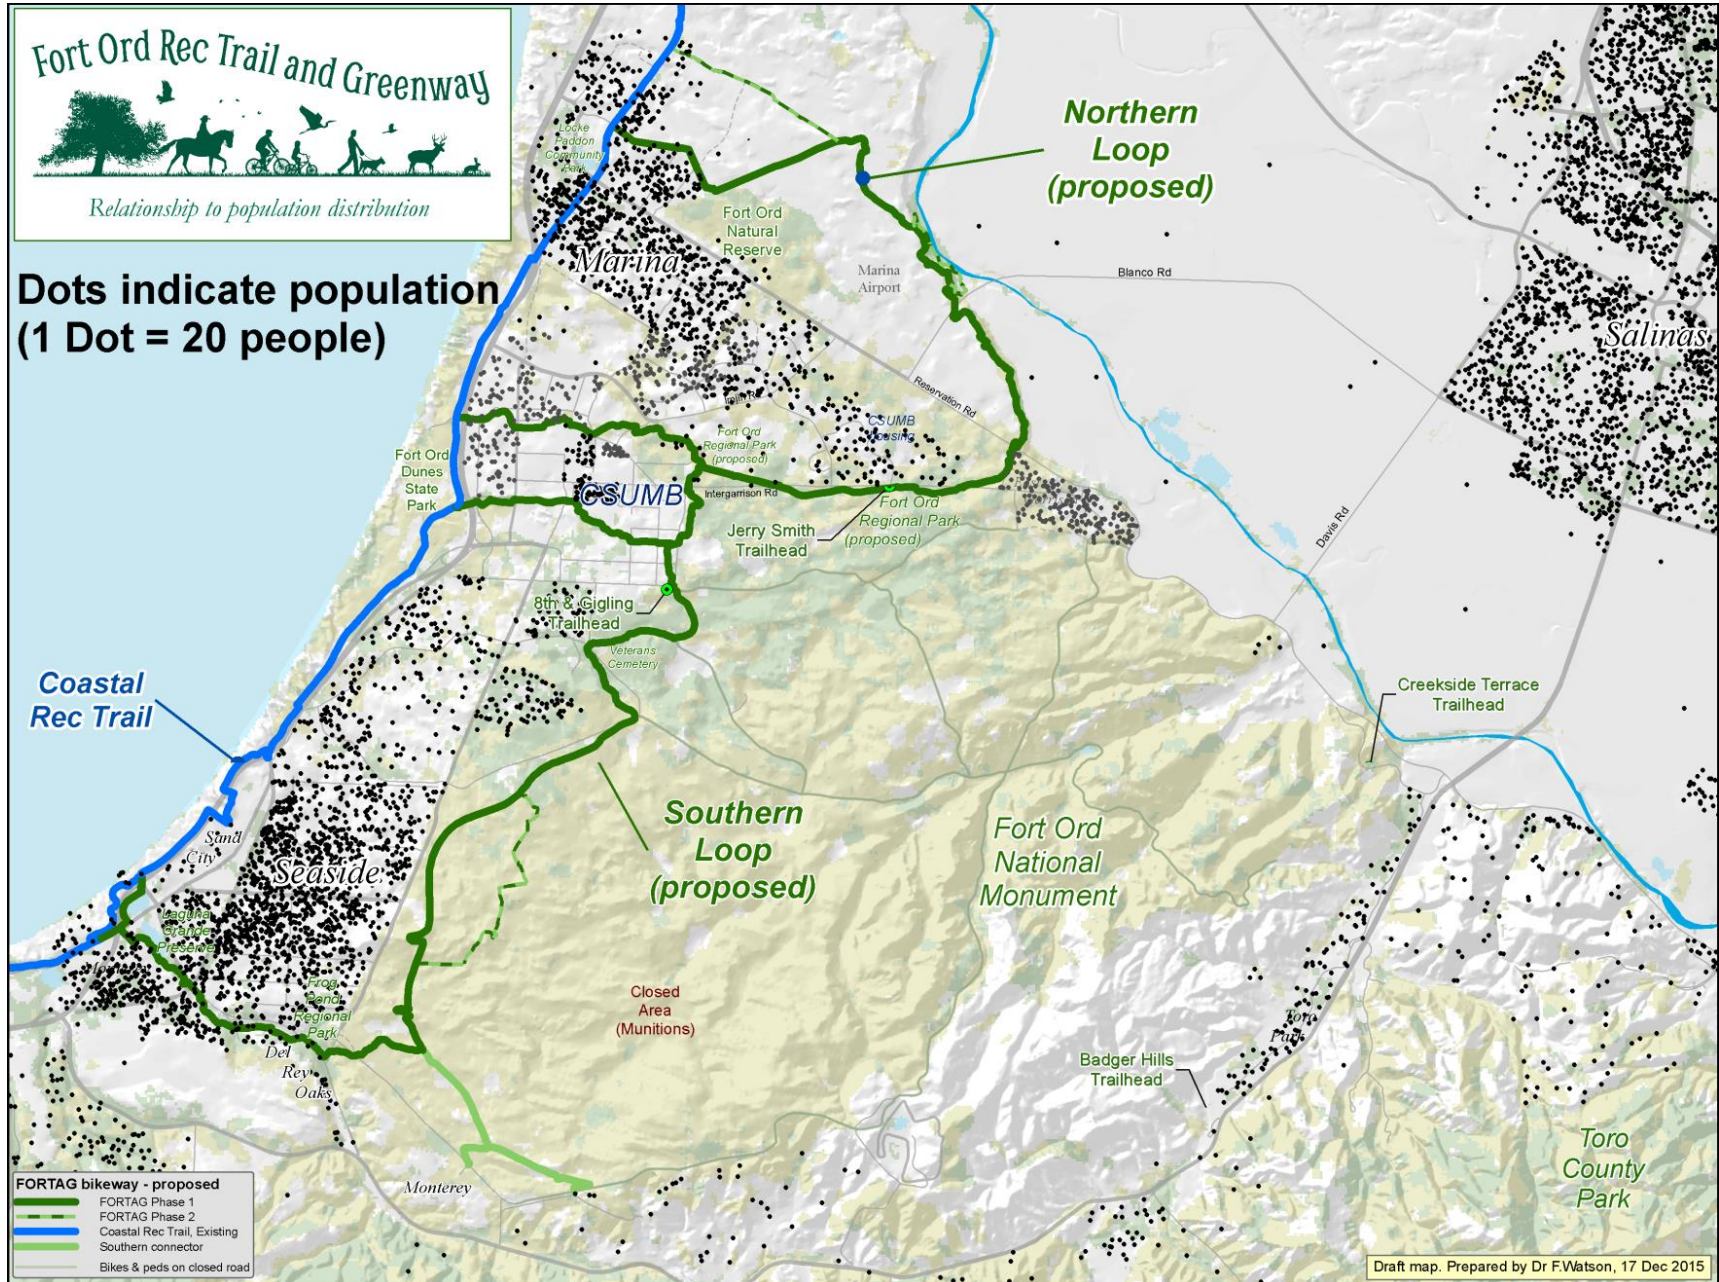 Fort Ord Rec Trail and Greenway
Relationship to population distribution
Dots indicate population
(1 Dot = 20 people)
Northern
Loop
(proposed)
Locke
Paddon
Community
Park
Fort Ord
Natural
Reserve
Marina
Marina
Airport
Blanco Rd
Salinas
Reservation Rd
Imjin Rd
CSUMB
Housing
Fort Ord
Regional Park
(proposed)
Fort Ord
Dunes
State
Park
CSUMB
Intergarrison Rd
Fort Ord
Regional Park
(proposed)
Jerry Smith
Trailhead
Davis Rd
8th & Gigling
Trailhead
Veterans
Cemetery
Coastal
Rec Trail
Creekside Terrace
Trailhead
Southern
Loop
(proposed)
Fort Ord
National
Monument
Sand
City
Seaside
Laguna
Grande
Preserve
Monterey
Frog
Pond
Regional
Park
Closed
Area
(Munitions)
Toro
Park
Del
Rey
Oaks
Badger Hills
Trailhead
Toro
County
Park
Monterey
FORTAG bikeway - proposed
FORTAG Phase 1
FORTAG Phase 2
Coastal Rec Trail, Existing
Southern connector
Bikes & peds on closed road
Draft map. Prepared by Dr F.Watson, 17 Dec 2015